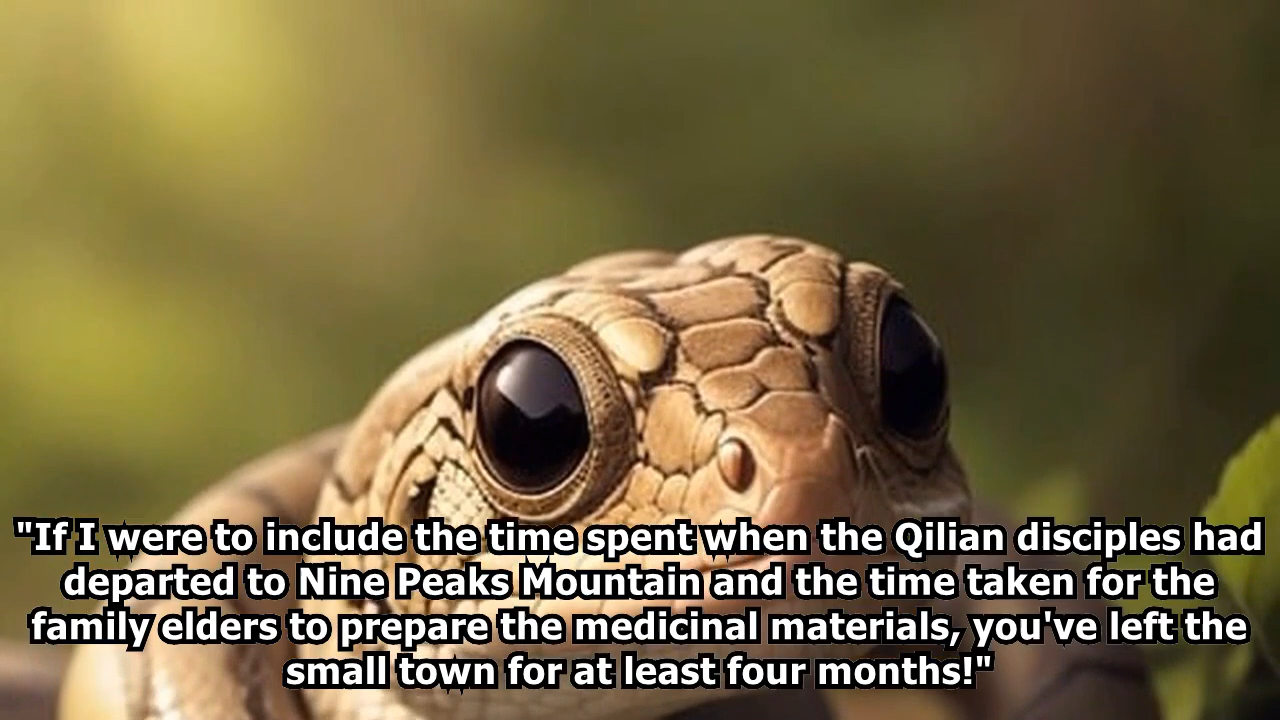 "If I were to include the time spent when the Qilian disciples had
departed to Nine Peaks Mountain and the time taken for the
family elders to prepare the medicinal materials, you've left the
small town for at least four months!"